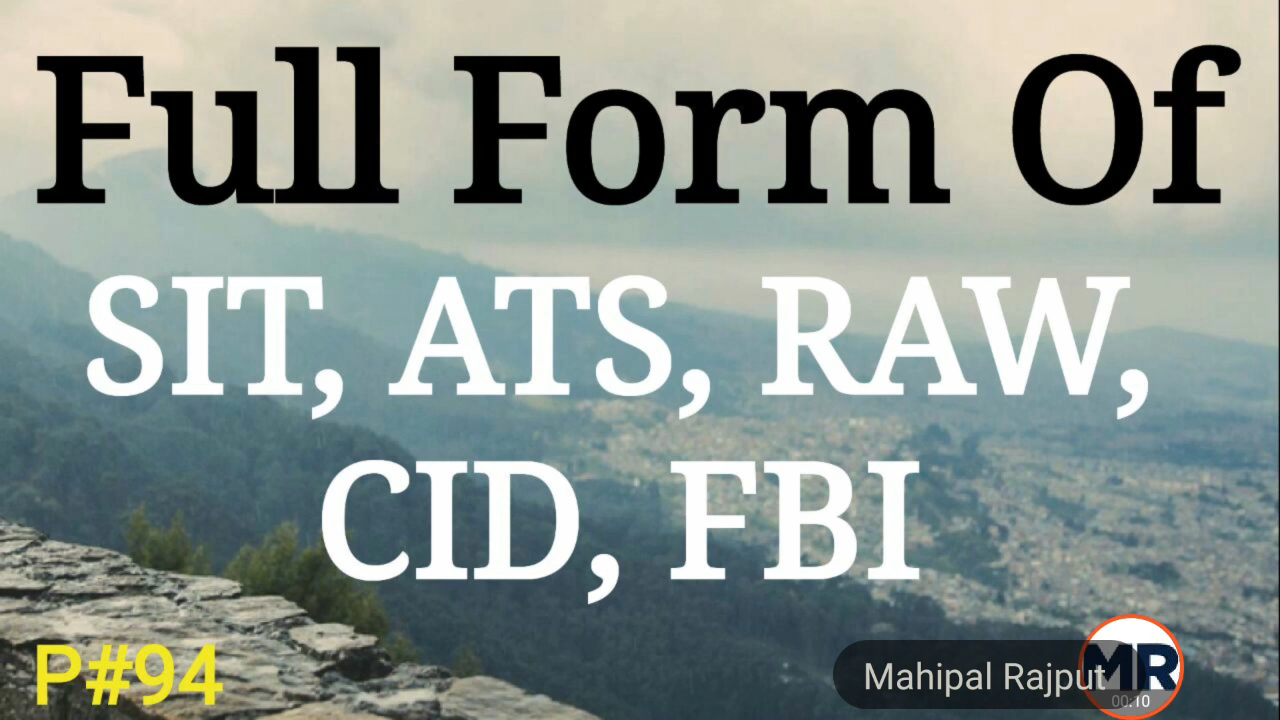 Full Form Of
SIT, ATS, RAW,
CID, FBI
P#94
Mahipal Rajput
MR
00:10